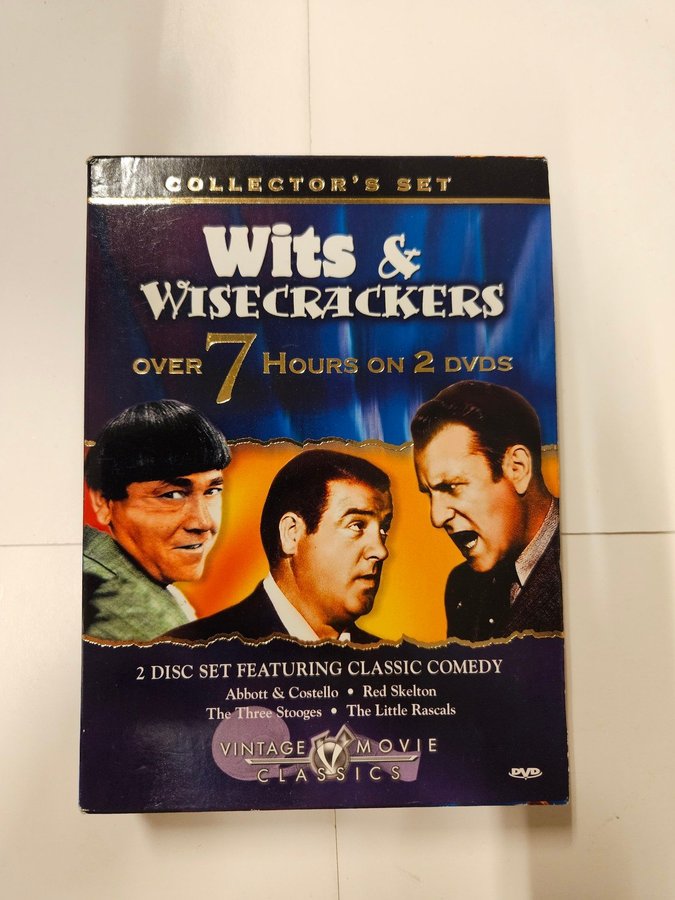 COLLECTOR'S SET
Wits &
WISECRACKERS
OVER 7 HOURS ON 2 DVDS
2 DISC SET FEATURING CLASSIC COMEDY
Abbott & Costello • Red Skelton
The Three Stooges • The Little Rascals
VINTAGE V MOVIE
CLASSICS
DVD